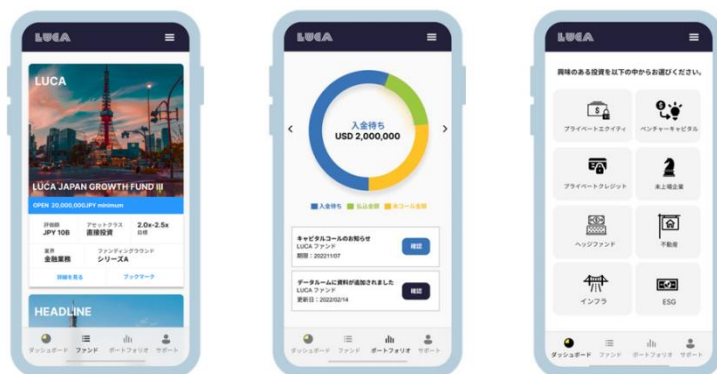 LUCA
LUCA
LUCA JAPAN GROWTH FUND III
OPEN 20,000,000JPY minimum
評価額
JPY 10B
アセットクラス
直接投資
2.0x-2.5x
目標
業界
金融業務
ファンディングラウンド
シリーズA
詳細を見る
ブックマーク
HEADLINE
ダッシュボード
ファンド
ポートフォリオ
サポート
LUCA
入金待ち
USD 2,000,000
入金待ち
払込金額
未コール金額
キャピタルコールのお知らせ
LUCA ファンド
期限：20221107
確認
データルームに資料が追加されました
LUCA ファンド
更新日：2022/02/14
確認
ダッシュボード
ファンド
ポートフォリオ
サポート
LUCA
興味のある投資を以下の中からお選びください。
プライベートエクイティ
ベンチャーキャピタル
プライベートクレジット
未上場企業
ヘッジファンド
不動産
インフラ
ESG
ダッシュボード
ファンド
ポートフォリオ
サポート